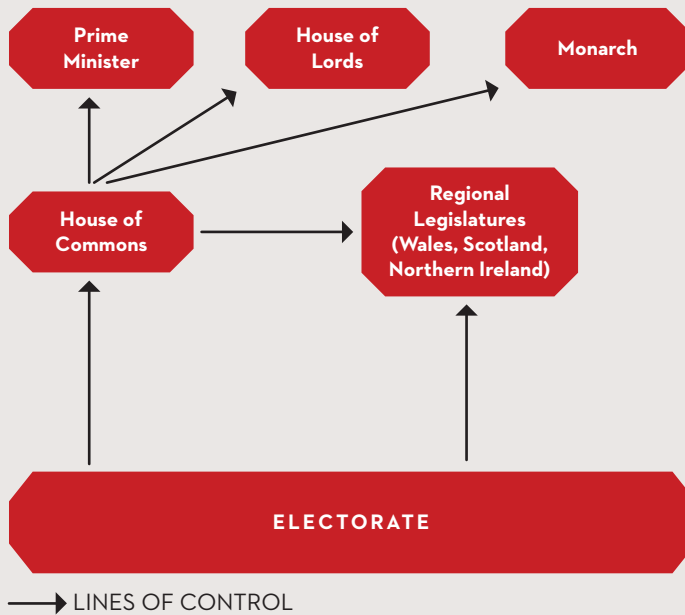 Prime
Minister
House of
Lords
Monarch
House of
Commons
Regional
Legislatures
(Wales, Scotland,
Northern Ireland)
ELECTORATE
LINES OF CONTROL